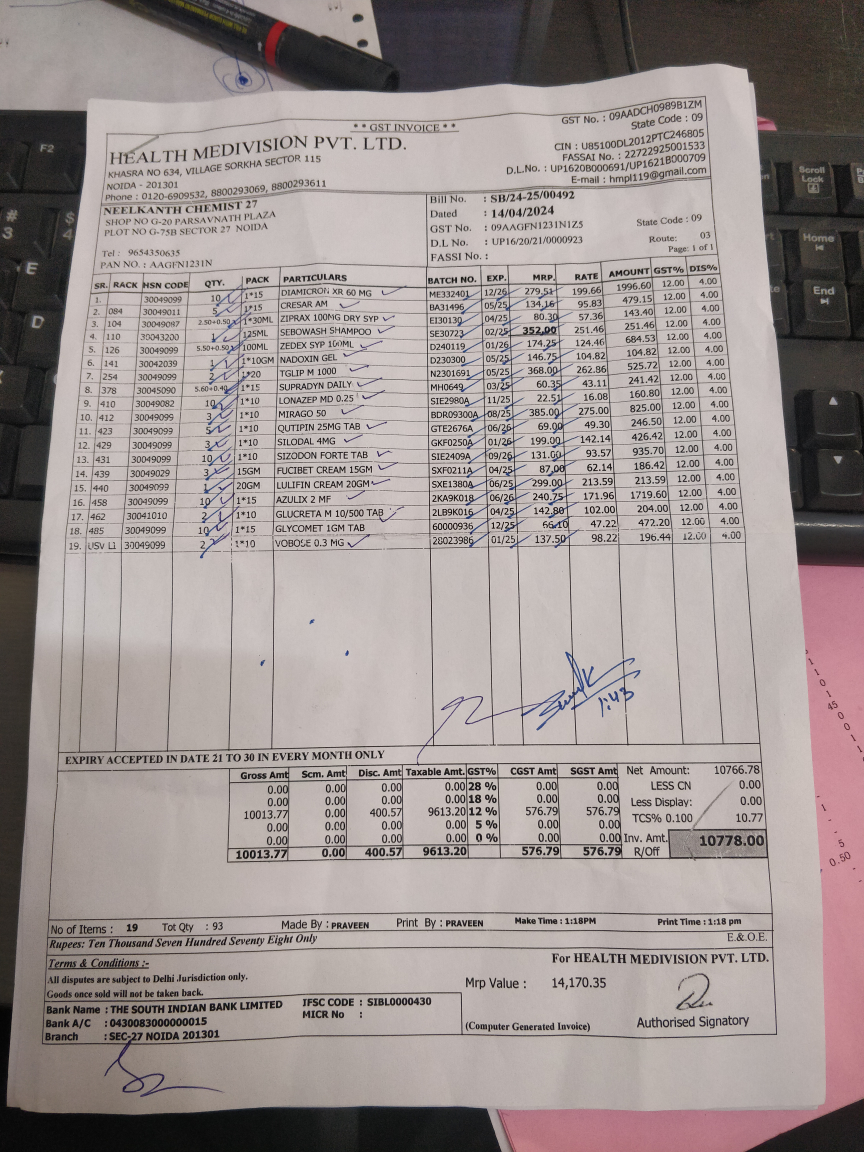 ** GST INVOICE **
GST No. : 09AADCH0989B1ZM
State Code : 09
HEALTH MEDIVISION PVT. LTD.
KHASRA NO 634, VILLAGE SORKHA SECTOR 115
NOIDA - 201301
Phone : 0120-6909532, 8800293069, 8800293611
CIN : U85100DL2012PTC246805
FASSAI No. : 22722925001533
D.L.No. : UP1620B000691/UP1621B000709
E-mail : hmpl119@gmail.com
NEELKANTH CHEMIST 27
SHOP NO G-20 PARSAVNATH PLAZA
PLOT NO G-75B SECTOR 27 NOIDA
Tel : 9654350635
PAN NO. : AAGFN1231N
Bill No. : SB/24-25/00492
Dated : 14/04/2024
GST No. : 09AAGFN1231N1Z5 State Code : 09
D.L No. : UP16/20/21/0000923 Route: 03
FASSI No. : Page: 1 of 1
SR. RACK HSN CODE QTY. PACK PARTICULARS BATCH NO. EXP. MRP. RATE AMOUNT GST% DIS%
1. 30049099 10 1*15 DIAMICRON XR 60 MG ME332401 12/26 279.51 199.66 1996.60 12.00 4.00
2. 084 30049011 5 1*15 CRESAR AM BA31496 05/25 134.16 95.83 479.15 12.00 4.00
3. 104 30049087 2.50+0.50 1*30ML ZIPRAX 100MG DRY SYP EI30130 04/25 80.30 57.36 143.40 12.00 4.00
4. 110 30043200 1 125ML SEBOWASH SHAMPOO SE30723 02/25 352.00 251.46 251.46 12.00 4.00
5. 126 30049099 5.50+0.50 100ML ZEDEX SYP 100ML D240119 01/26 174.25 124.46 684.53 12.00 4.00
6. 141 30042039 1 1*10GM NADOXIN GEL D230300 05/25 146.75 104.82 104.82 12.00 4.00
7. 254 30049099 2 1*20 TGLIP M 1000 N2301691 05/25 368.00 262.86 525.72 12.00 4.00
8. 378 30045090 5.60+0.40 1*15 SUPRADYN DAILY MH0649 03/25 60.35 43.11 241.42 12.00 4.00
9. 410 30049082 10 1*10 LONAZEP MD 0.25 SIE2980A 11/25 22.51 16.08 160.80 12.00 4.00
10. 412 30049099 3 1*10 MIRAGO 50 BDR09300A 08/25 385.00 275.00 825.00 12.00 4.00
11. 423 30049099 5 1*10 QUTIPIN 25MG TAB GTE2676A 06/26 69.00 49.30 246.50 12.00 4.00
12. 429 30049099 3 1*10 SILODAL 4MG GKF0250A 01/26 199.00 142.14 426.42 12.00 4.00
13. 431 30049099 10 1*10 SIZODON FORTE TAB SIE2409A 09/26 131.00 93.57 935.70 12.00 4.00
14. 439 30049029 3 15GM FUCIBET CREAM 15GM SXF0211A 04/25 87.00 62.14 186.42 12.00 4.00
15. 440 30049099 1 20GM LULIFIN CREAM 20GM SXE1380A 06/25 299.00 213.59 213.59 12.00 4.00
16. 458 30049099 10 1*15 AZULIX 2 MF 2KA9K018 06/26 240.75 171.96 1719.60 12.00 4.00
17. 462 30041010 2 1*10 GLUCRETA M 10/500 TAB 2LB9K016 04/25 142.80 102.00 204.00 12.00 4.00
18. 485 30049099 10 1*15 GLYCOMET 1GM TAB 60000936 12/25 66.10 47.22 472.20 12.00 4.00
19. USV L1 30049099 2 1*10 VOBOSE 0.3 MG 28023986 01/25 137.50 98.22 196.44 12.00 4.00
1:43
EXPIRY ACCEPTED IN DATE 21 TO 30 IN EVERY MONTH ONLY
Gross Amt Scm. Amt Disc. Amt Taxable Amt. GST% CGST Amt SGST Amt
0.00 0.00 0.00 0.00 28 % 0.00 0.00
0.00 0.00 0.00 0.00 18 % 0.00 0.00
10013.77 0.00 400.57 9613.20 12 % 576.79 576.79
0.00 0.00 0.00 0.00 5 % 0.00 0.00
0.00 0.00 0.00 0.00 0 % 0.00 0.00
10013.77 0.00 400.57 9613.20 576.79 576.79
Net Amount: 10766.78
LESS CN 0.00
Less Display: 0.00
TCS% 0.100 10.77
Inv. Amt. 10778.00
R/Off
No of Items : 19 Tot Qty : 93 Made By : PRAVEEN Print By : PRAVEEN Make Time : 1:18PM Print Time : 1:18 pm
Rupees: Ten Thousand Seven Hundred Seventy Eight Only E.&O.E.
Terms & Conditions :-
All disputes are subject to Delhi Jurisdiction only.
Goods once sold will not be taken back.
For HEALTH MEDIVISION PVT. LTD.
Mrp Value : 14,170.35
Bank Name : THE SOUTH INDIAN BANK LIMITED IFSC CODE : SIBL0000430
Bank A/C : 0430083000000015 MICR No :
Branch : SEC-27 NOIDA 201301
(Computer Generated Invoice)
Authorised Signatory
F2
#
3
$
4
E
D
Scroll
Lock
Home
End
0.50